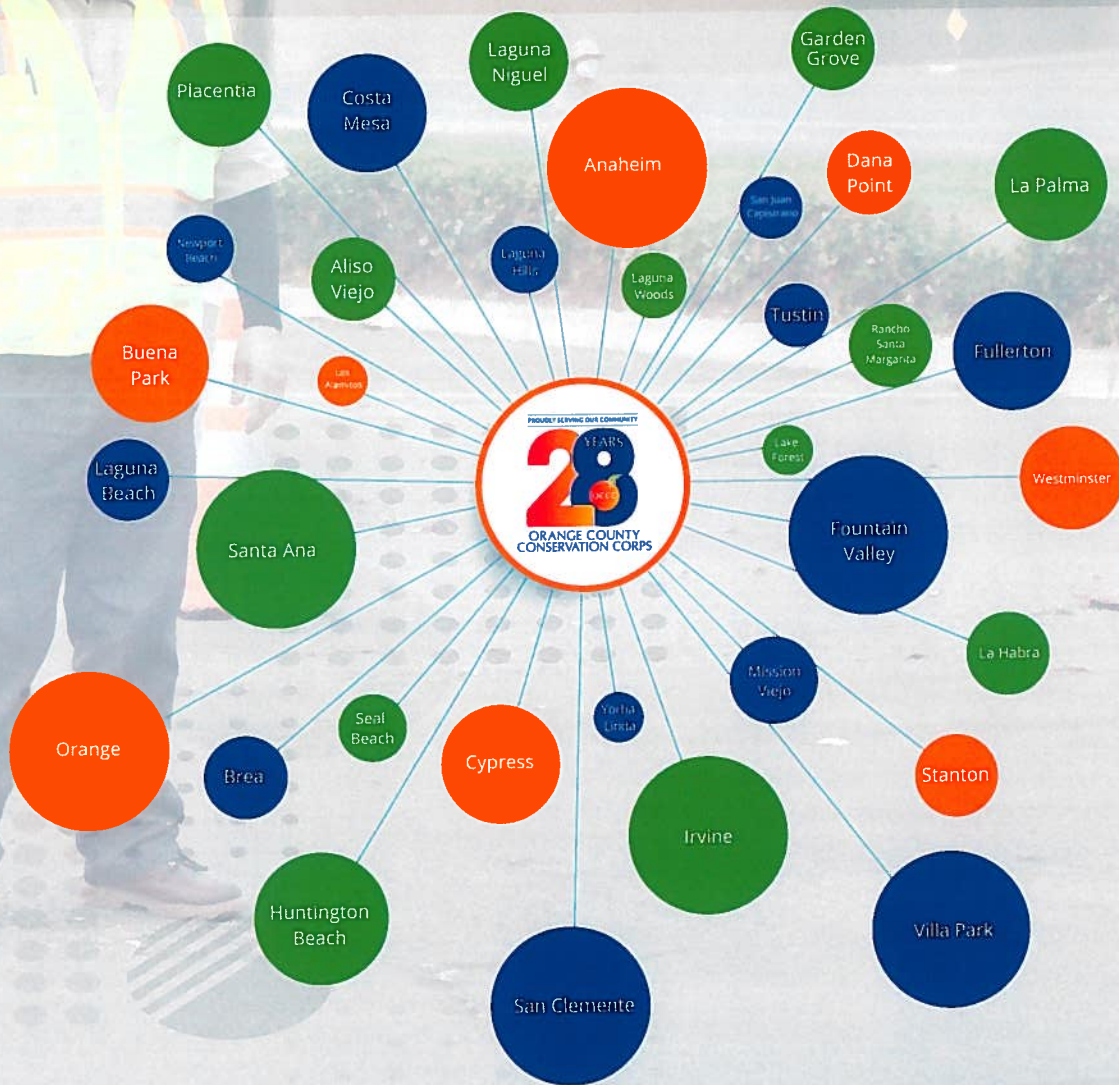 Laguna
Niguel
Garden
Grove
Placentia
Costa
Mesa
Anaheim
Dana
Point
La Palma
San Juan
Capistrano
Newport
Beach
Aliso
Viejo
Laguna
Hills
Laguna
Woods
Tustin
Rancho
Santa
Margarita
Fullerton
Buena
Park
Los
Alamitos
PROUDLY SERVING OUR COMMUNITY
28
YEARS
OCCC
ORANGE COUNTY
CONSERVATION CORPS
Lake
Forest
Laguna
Beach
Westminster
Santa Ana
Fountain
Valley
La Habra
Mission
Viejo
Orange
Seal
Beach
Yorba
Linda
Brea
Cypress
Stanton
Irvine
Huntington
Beach
Villa Park
San Clemente